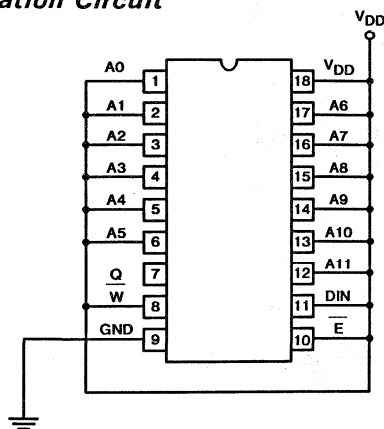 ation Circuit
VDD
A0 1 18 VDD
A1 2 17 A6
A2 3 16 A7
A3 4 15 A8
A4 5 14 A9
A5 6 13 A10
Q 7 12 A11
W 8 11 DIN
GND 9 10 E